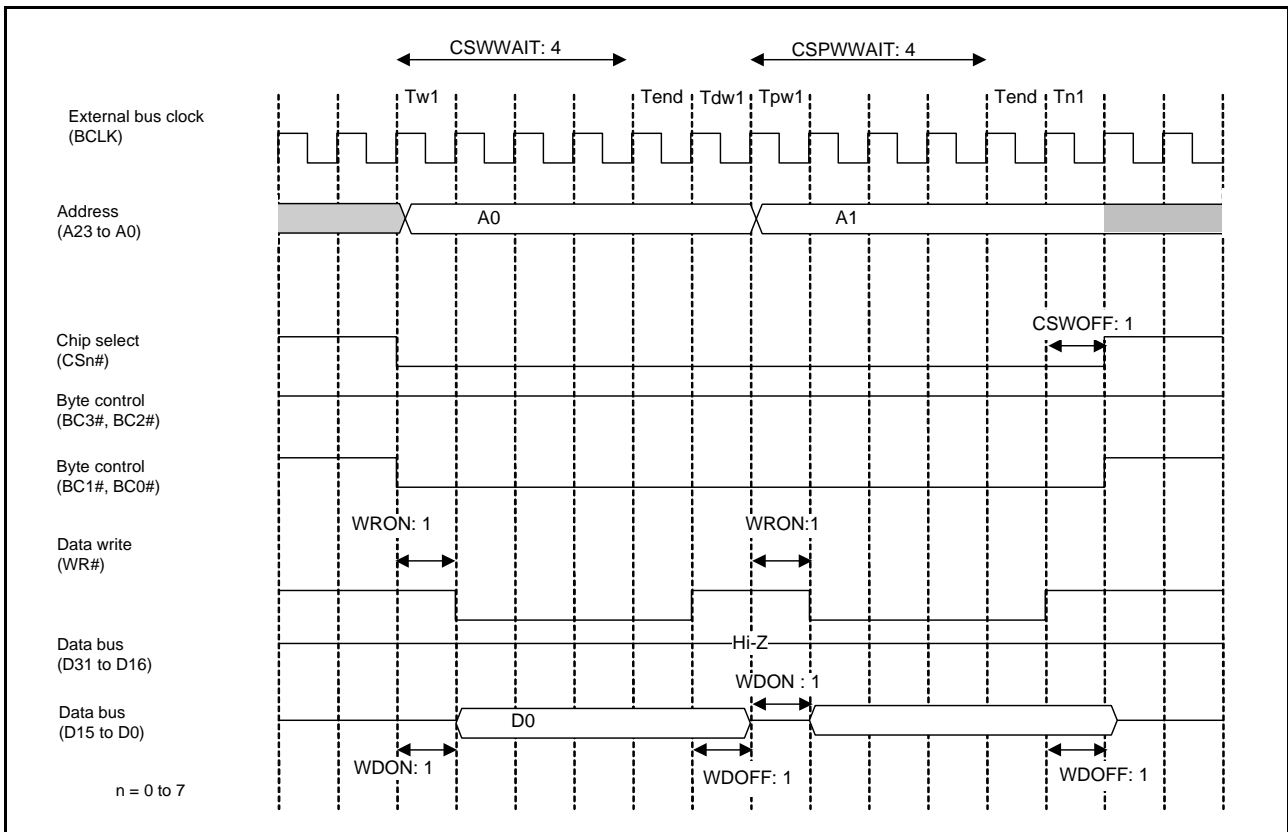 CSWWAIT: 4 CSPWWAIT: 4
Tw1 Tend Tdw1 Tpw1 Tend Tn1
External bus clock
(BCLK)
Address
(A23 to A0)
A0 A1
CSWOFF: 1
Chip select
(CSn#)
Byte control
(BC3#, BC2#)
Byte control
(BC1#, BC0#)
WRON: 1 WRON:1
Data write
(WR#)
Data bus
(D31 to D16)
Hi-Z
WDON : 1
Data bus
(D15 to D0)
D0
WDON: 1 WDOFF: 1 WDOFF: 1
n = 0 to 7